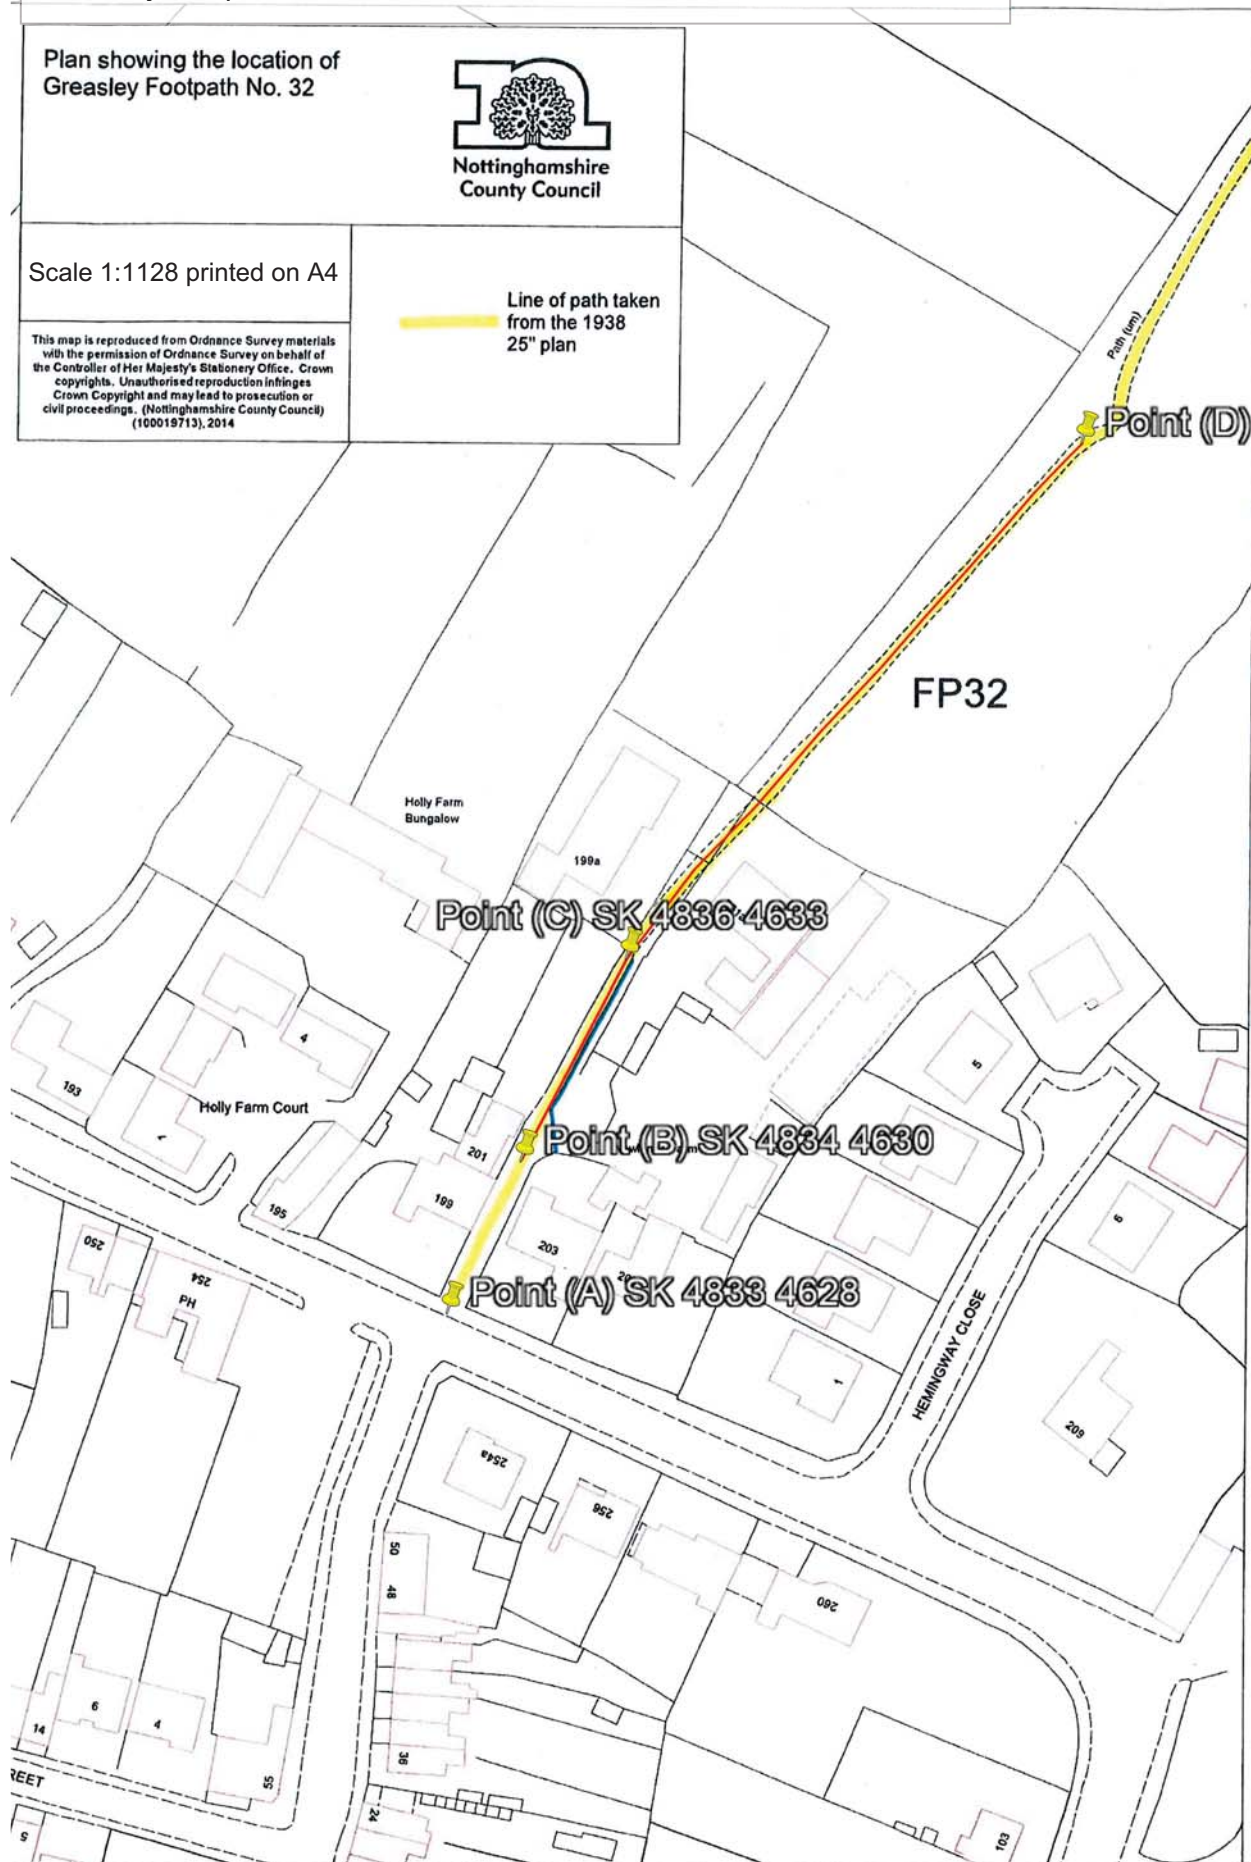 Plan showing the location of
Greasley Footpath No. 32
Nottinghamshire
County Council
Scale 1:1128 printed on A4
Line of path taken
from the 1938
25" plan
This map is reproduced from Ordnance Survey materials
with the permission of Ordnance Survey on behalf of
the Controller of Her Majesty's Stationery Office. Crown
copyrights. Unauthorised reproduction infringes
Crown Copyright and may lead to prosecution or
civil proceedings. (Nottinghamshire County Council)
(100019713), 2014
Path (um)
Point (D)
FP32
Holly Farm
Bungalow
199a
Point (C) SK 4836 4633
4
5
193
Holly Farm Court
201
Point (B) SK 4834 4630
199
195
6
250
203
254
PH
Point (A) SK 4833 4628
HEMINGWAY CLOSE
1
209
254a
256
50
48
260
6
4
14
36
55
REET
24
5
103